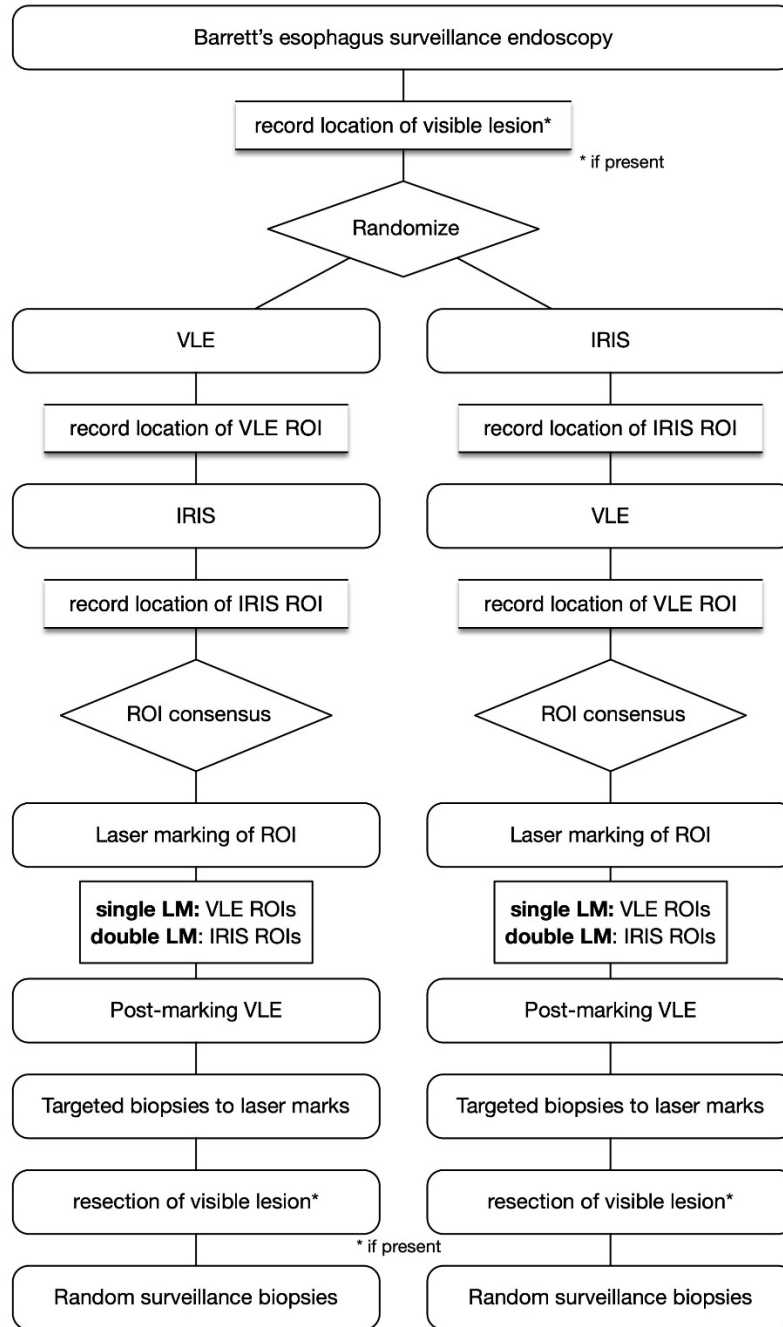 Barrett's esophagus surveillance endoscopy
record location of visible lesion*
* if present
Randomize
VLE
IRIS
record location of VLE ROI
record location of IRIS ROI
IRIS
VLE
record location of IRIS ROI
record location of VLE ROI
ROI consensus
ROI consensus
Laser marking of ROI
Laser marking of ROI
single LM: VLE ROIs
double LM: IRIS ROIs
single LM: VLE ROIs
double LM: IRIS ROIs
Post-marking VLE
Post-marking VLE
Targeted biopsies to laser marks
Targeted biopsies to laser marks
resection of visible lesion*
resection of visible lesion*
* if present
Random surveillance biopsies
Random surveillance biopsies